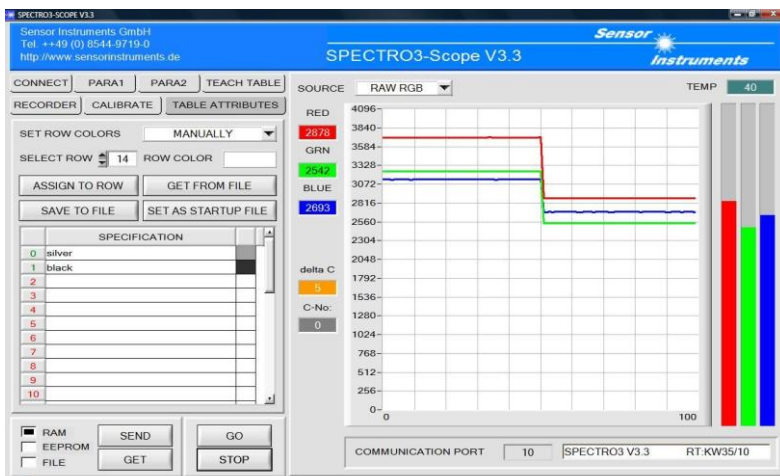 SPECTRO3-SCOPE V3.3
Sensor Instruments GmbH
Tel. ++49 (0) 8544-9719-0
http://www.sensorinstruments.de
SPECTRO3-Scope V3.3
Sensor
Instruments
CONNECT PARA1 PARA2 TEACH TABLE
RECORDER CALIBRATE TABLE ATTRIBUTES
SET ROW COLORS MANUALLY
SELECT ROW 14 ROW COLOR
ASSIGN TO ROW GET FROM FILE
SAVE TO FILE SET AS STARTUP FILE
SPECIFICATION
0 silver
1 black
2
3
4
5
6
7
8
9
10
RAM
EEPROM
FILE
SEND GO
GET STOP
SOURCE RAW RGB TEMP 40
RED
2878
GRN
2542
BLUE
2693
delta C
5
C-No:
0
4096
3840
3584
3328
3072
2816
2560
2304
2048
1792
1536
1280
1024
768
512
256
0
0 100
COMMUNICATION PORT 10 SPECTRO3 V3.3 RT:KW35/10